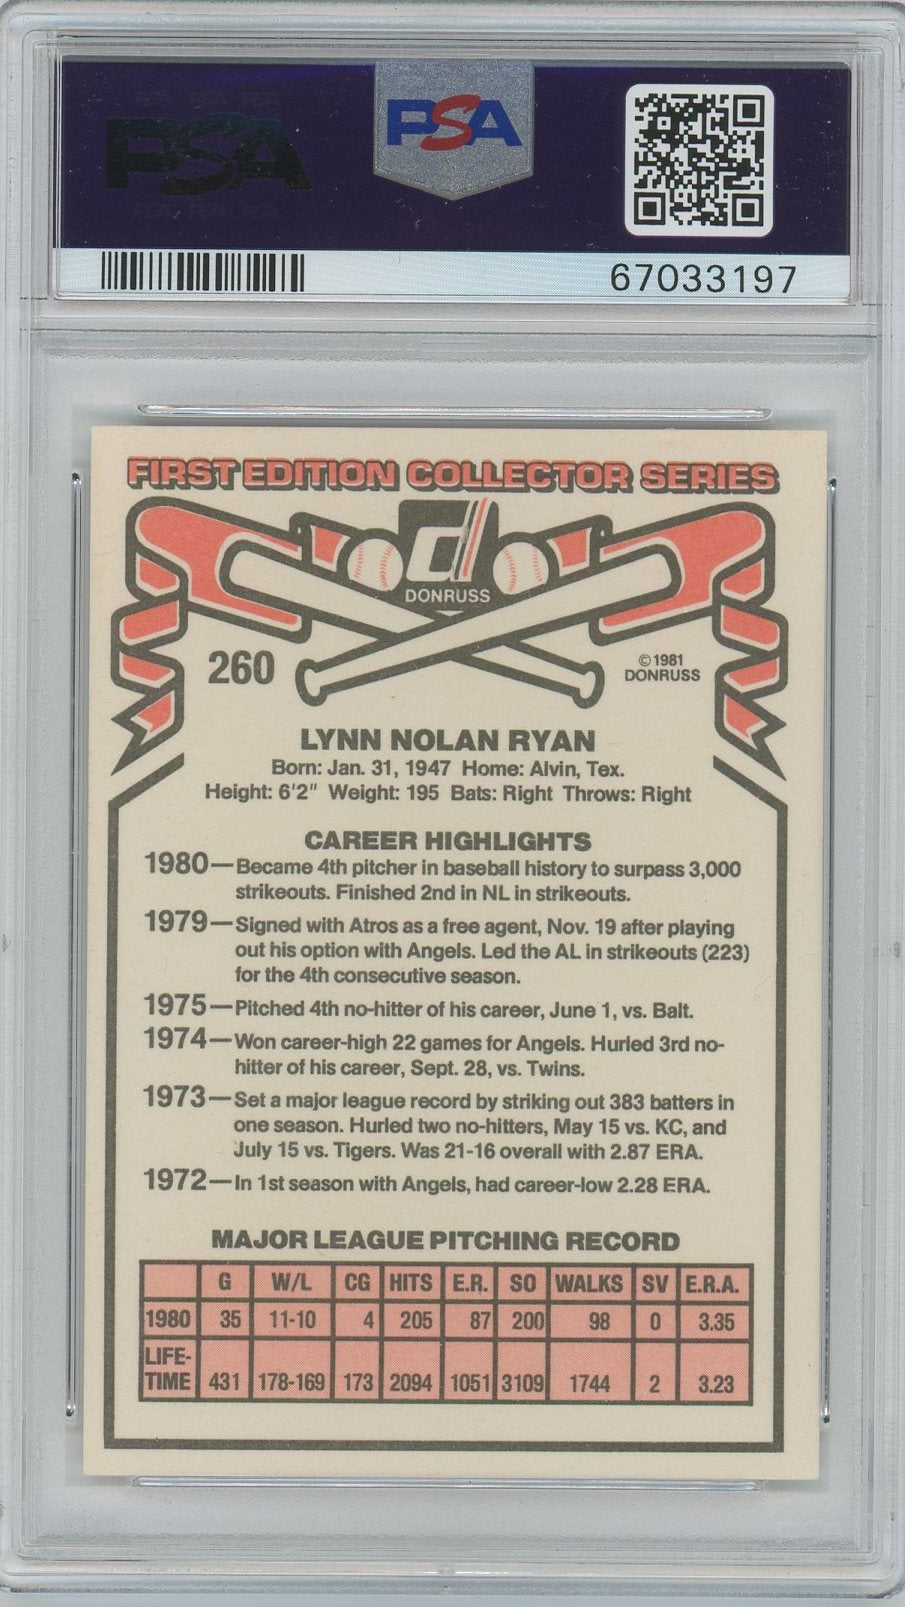 PSA
PSA
67033197
FIRST EDITION COLLECTOR SERIES
d
DONRUSS
260
©1981
DONRUSS
LYNN NOLAN RYAN
Born: Jan. 31, 1947 Home: Alvin, Tex.
Height: 6'2" Weight: 195 Bats: Right Throws: Right
CAREER HIGHLIGHTS
1980—Became 4th pitcher in baseball history to surpass 3,000
strikeouts. Finished 2nd in NL in strikeouts.
1979—Signed with Atros as a free agent, Nov. 19 after playing
out his option with Angels. Led the AL in strikeouts (223)
for the 4th consecutive season.
1975—Pitched 4th no-hitter of his career, June 1, vs. Balt.
1974—Won career-high 22 games for Angels. Hurled 3rd no-
hitter of his career, Sept. 28, vs. Twins.
1973—Set a major league record by striking out 383 batters in
one season. Hurled two no-hitters, May 15 vs. KC, and
July 15 vs. Tigers. Was 21-16 overall with 2.87 ERA.
1972—In 1st season with Angels, had career-low 2.28 ERA.
MAJOR LEAGUE PITCHING RECORD
G W/L CG HITS E.R. SO WALKS SV E.R.A.
1980 35 11-10 4 205 87 200 98 0 3.35
LIFE-
TIME 431 178-169 173 2094 1051 3109 1744 2 3.23